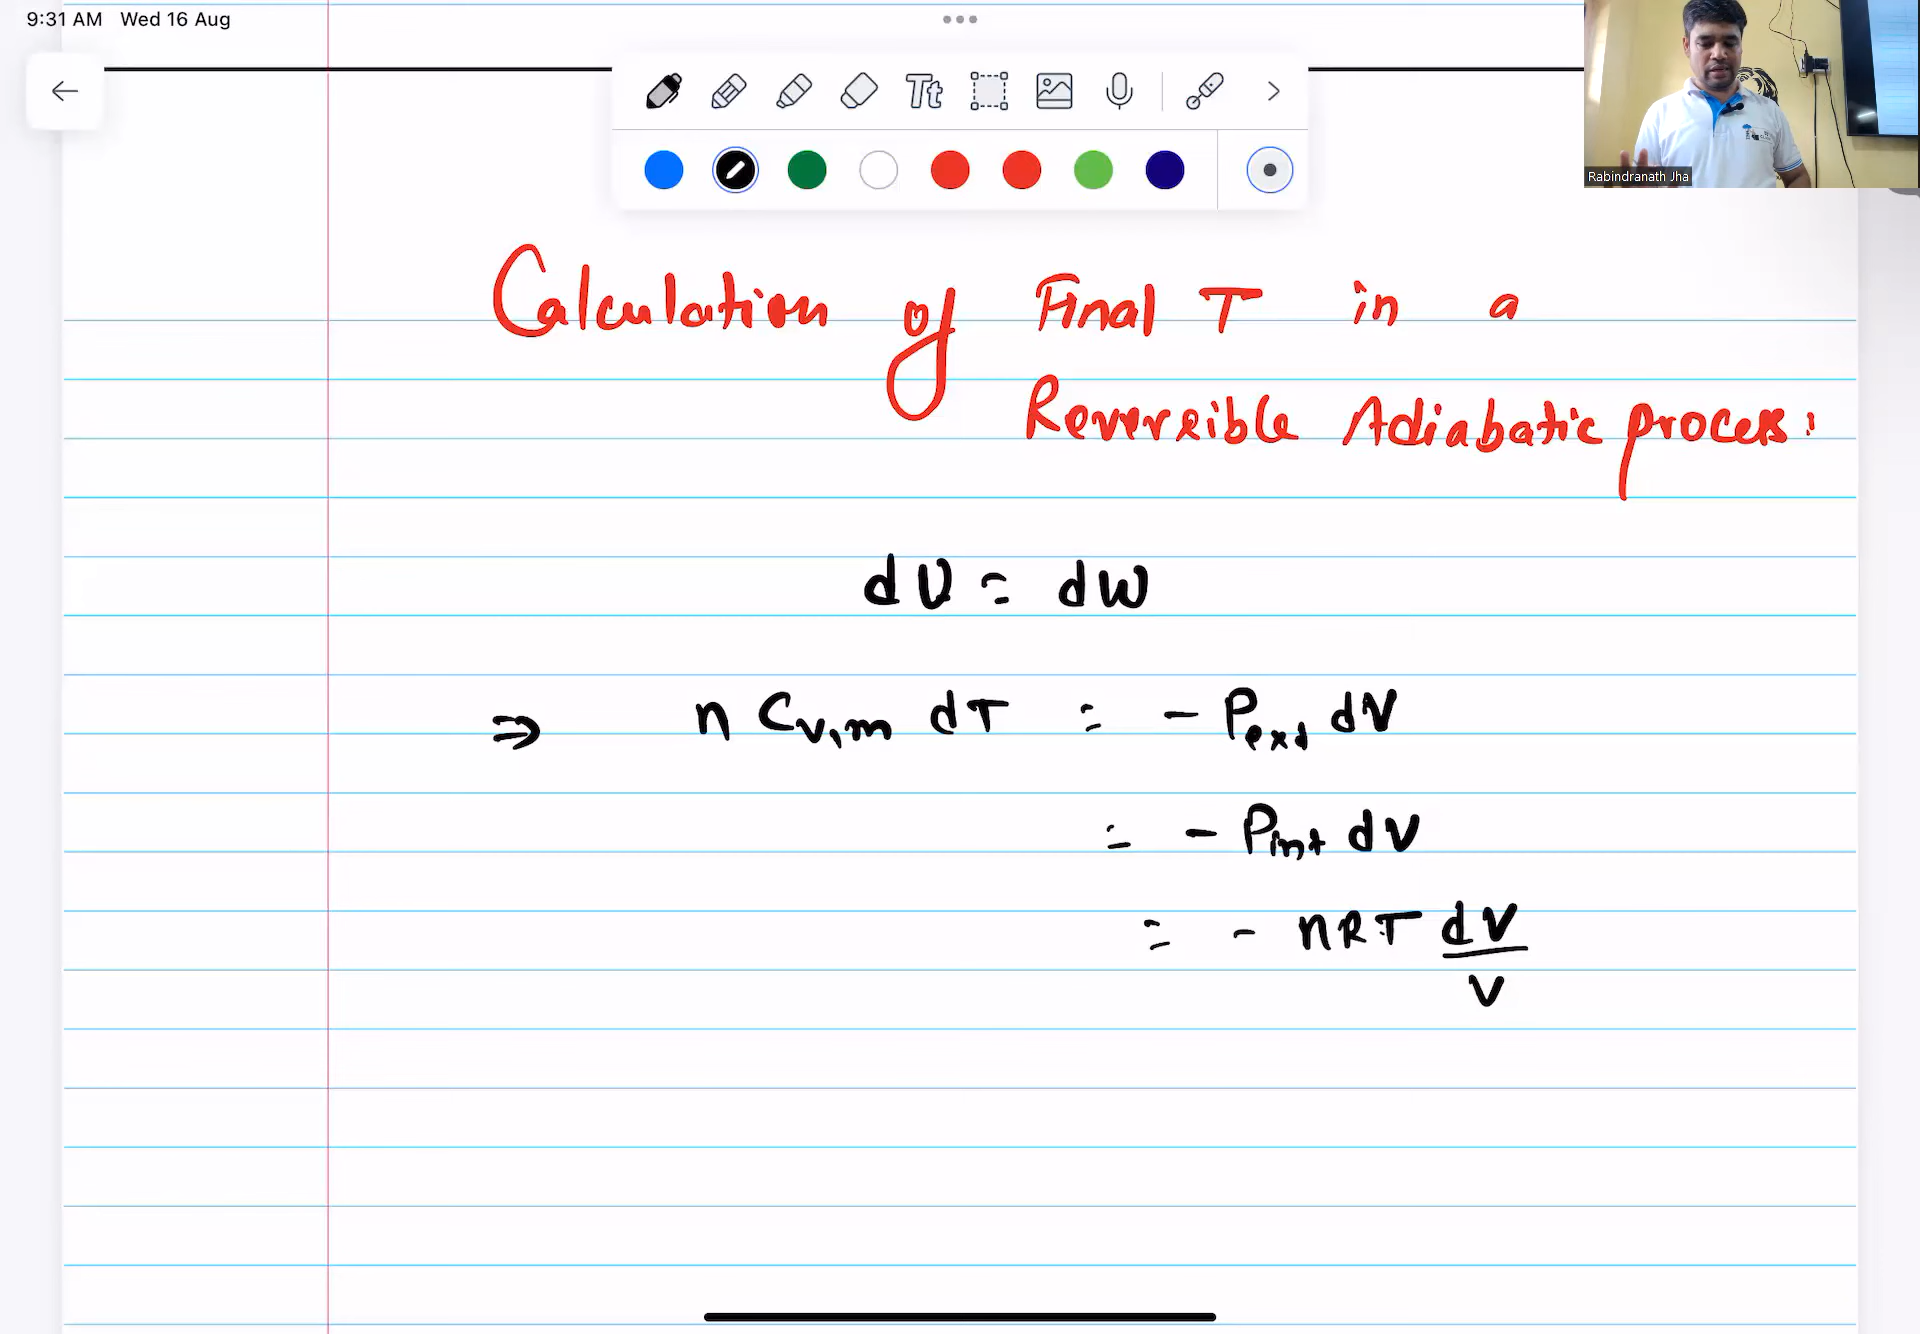 9:31 AM Wed 16 Aug
Tt
Rabindranath Jha
Calculation of Final T in a
Reversible Adiabatic process:
dU = dW
⇒ n Cv,m dT = - Pext dV
= - Pint dV
= - nRT dV/V